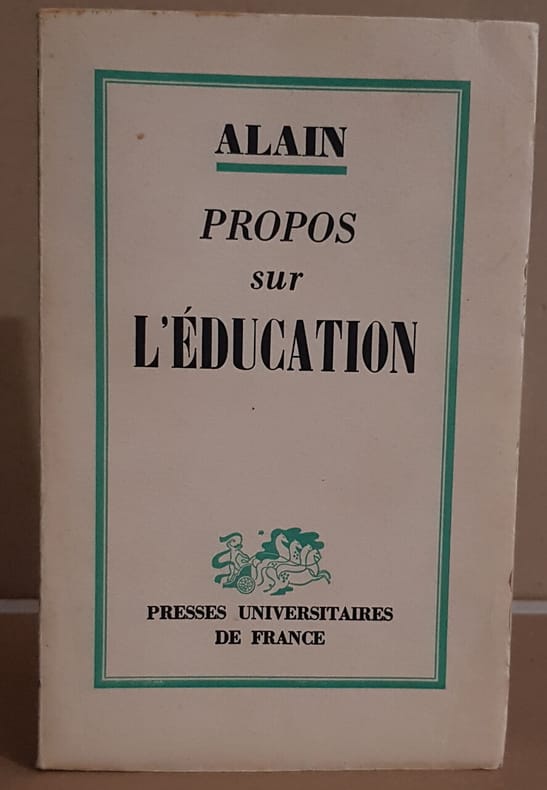 ALAIN
PROPOS
sur
L'ÉDUCATION
PRESSES UNIVERSITAIRES
DE FRANCE